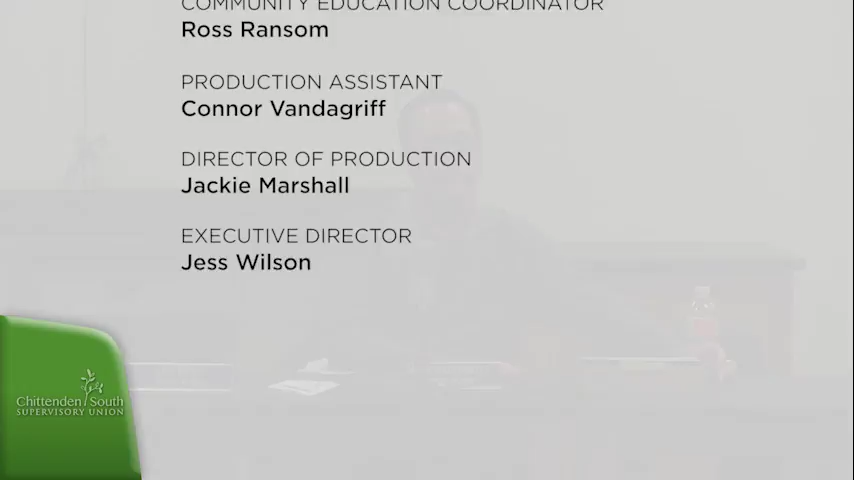 COMMUNITY EDUCATION COORDINATOR
Ross Ransom
PRODUCTION ASSISTANT
Connor Vandagriff
DIRECTOR OF PRODUCTION
Jackie Marshall
EXECUTIVE DIRECTOR
Jess Wilson
Chittenden South
SUPERVISORY UNION